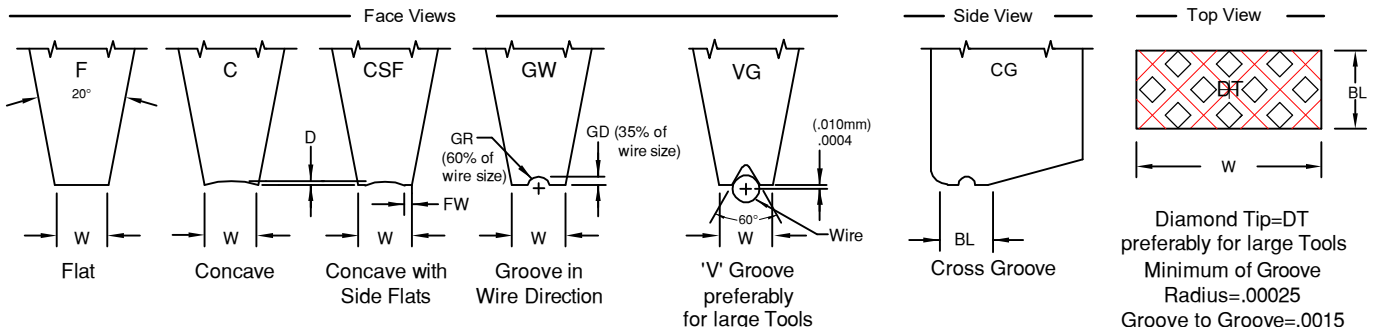 Face Views
Side View
Top View
F
20°
C
CSF
GW
VG
CG
DT
BL
W
D
GR
(60% of
wire size)
GD (35% of
wire size)
(.010mm)
.0004
FW
60°
Wire
W
W
W
W
BL
Flat
Concave
Concave with
Side Flats
Groove in
Wire Direction
'V' Groove
preferably
for large Tools
Cross Groove
Diamond Tip=DT
preferably for large Tools
Minimum of Groove
Radius=.00025
Groove to Groove=.0015